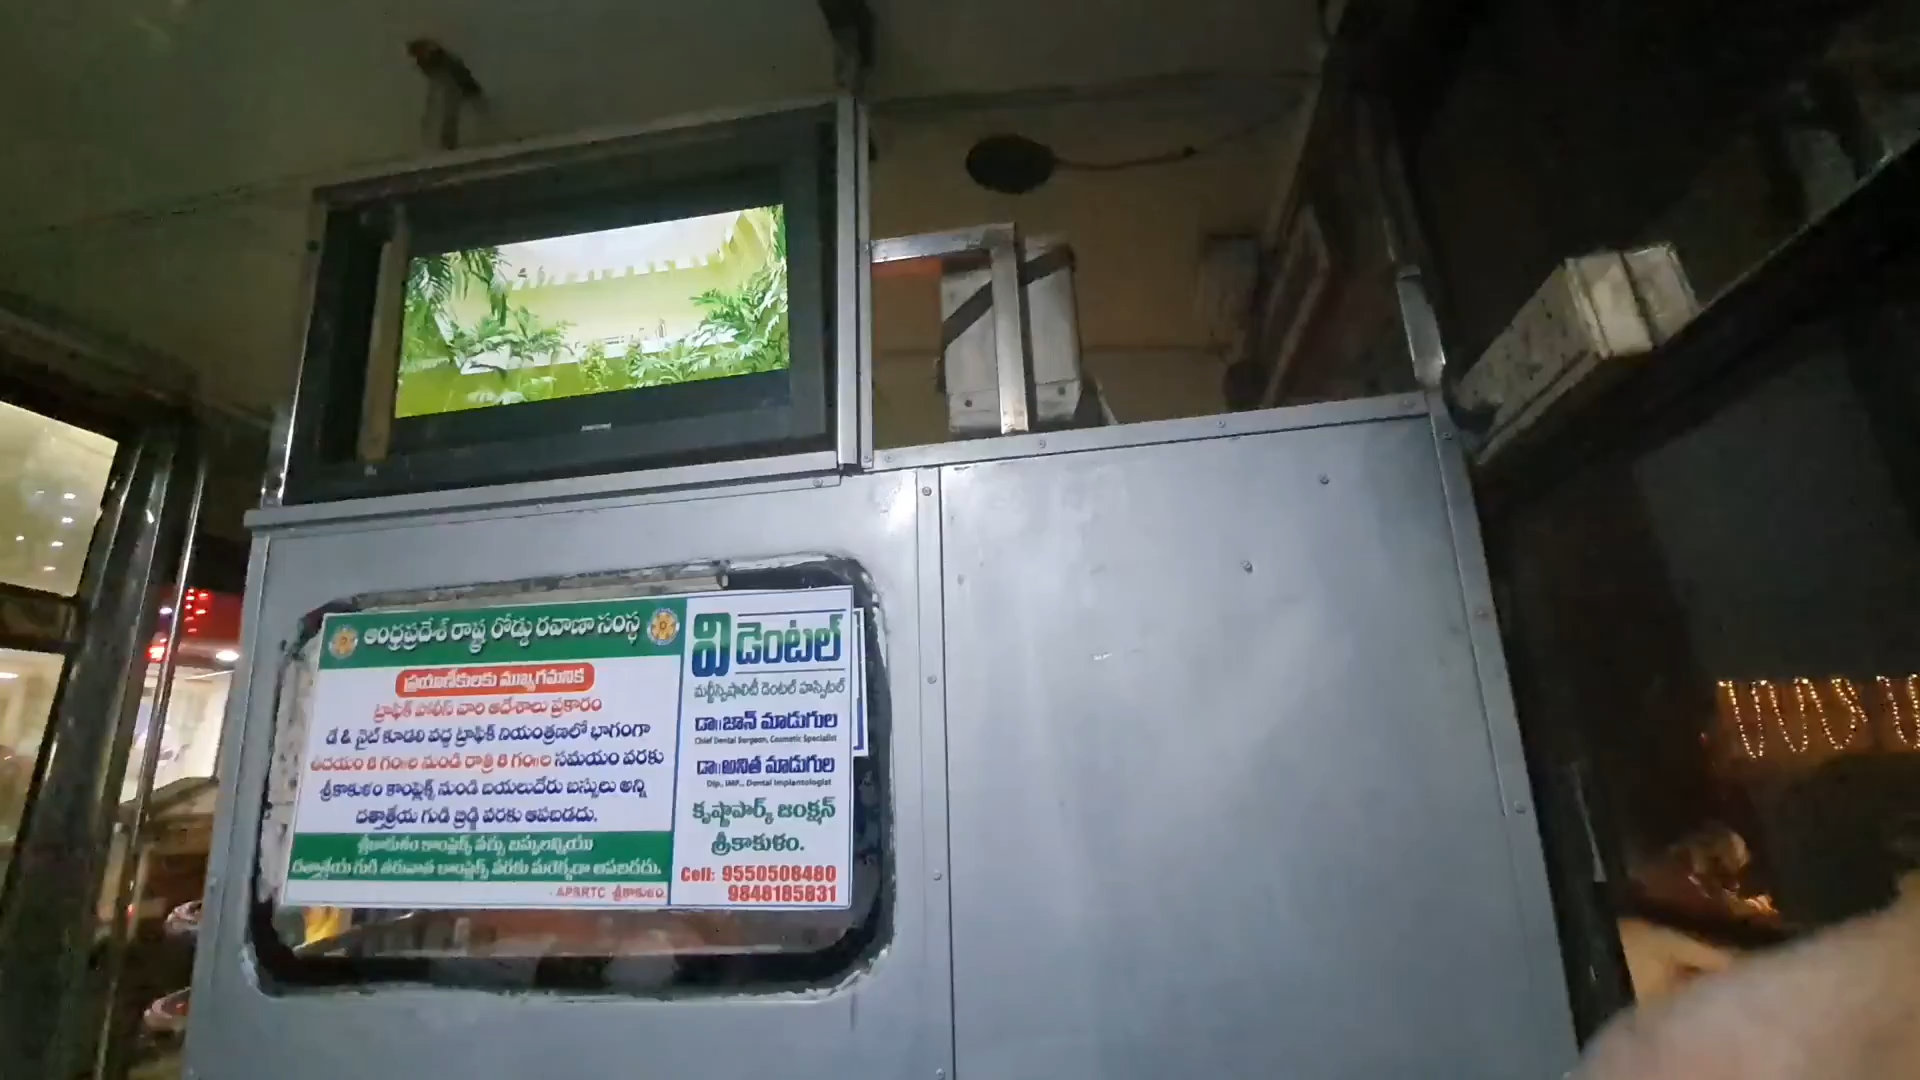 ఆంధ్రప్రదేశ్ రాష్ట్ర రోడ్డు రవాణా సంస్థ
ప్రయాణీకులకు ముఖ్యగమనిక
ట్రాఫిక్ పోలీస్ వారి ఆదేశాలు ప్రకారం
డే & నైట్ కూడలి వద్ద ట్రాఫిక్ నియంత్రణలో భాగంగా
ఉదయం 8 గం॥ల నుండి రాత్రి 8 గం॥ల సమయం వరకు
శ్రీకాకుళం కాంప్లెక్స్ నుండి బయలుదేరు బస్సులు అన్ని
దత్తాత్రేయ గుడి బ్రిడ్జి వరకు ఆపబడదు.
శ్రీకాకుళం కాంప్లెక్స్ వచ్చు బస్సులన్నియు
దత్తాత్రేయ గుడి తరువాత కాంప్లెక్స్ వరకు మరెక్కడా ఆపబడదు.
- APSRTC శ్రీకాకుళం
వి డెంటల్
మల్టీస్పెషాలిటీ డెంటల్ హాస్పిటల్
డా॥జాన్ మాడుగుల
Chief Dental Surgeon, Cosmetic Specialist
డా॥అనిత మాడుగుల
Dip., IMP., Dental Implantologist
కృష్ణాపార్క్ జంక్షన్
శ్రీకాకుళం.
Cell: 9550508480
9848185831